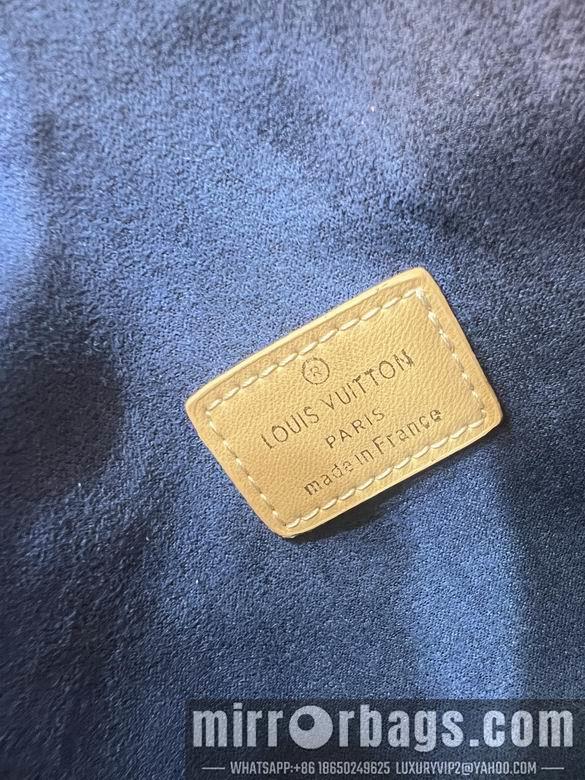 ®
LOUIS VUITTON
PARIS
made in France
mirrorbags.com
WHATSAPP:+86 18650249625 LUXURYVIP2@YAHOO.COM